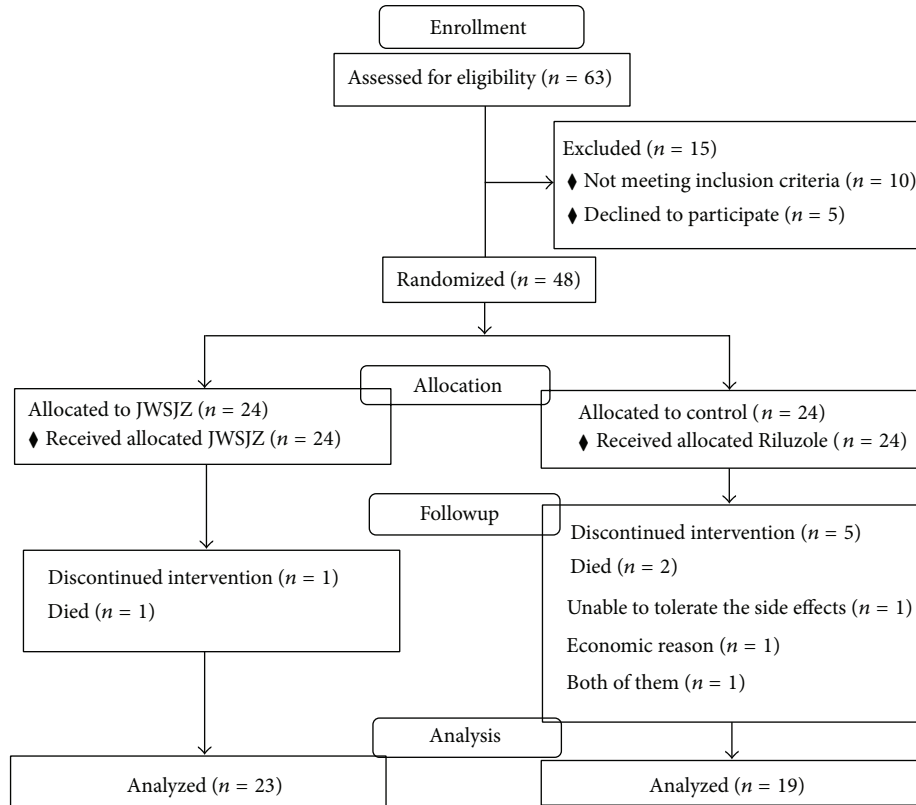 Enrollment
Assessed for eligibility (n = 63)
Excluded (n = 15)
♦ Not meeting inclusion criteria (n = 10)
♦ Declined to participate (n = 5)
Randomized (n = 48)
Allocation
Allocated to JWSJZ (n = 24)
♦ Received allocated JWSJZ (n = 24)
Allocated to control (n = 24)
♦ Received allocated Riluzole (n = 24)
Followup
Discontinued intervention (n = 1)
Died (n = 1)
Discontinued intervention (n = 5)
Died (n = 2)
Unable to tolerate the side effects (n = 1)
Economic reason (n = 1)
Both of them (n = 1)
Analysis
Analyzed (n = 23)
Analyzed (n = 19)